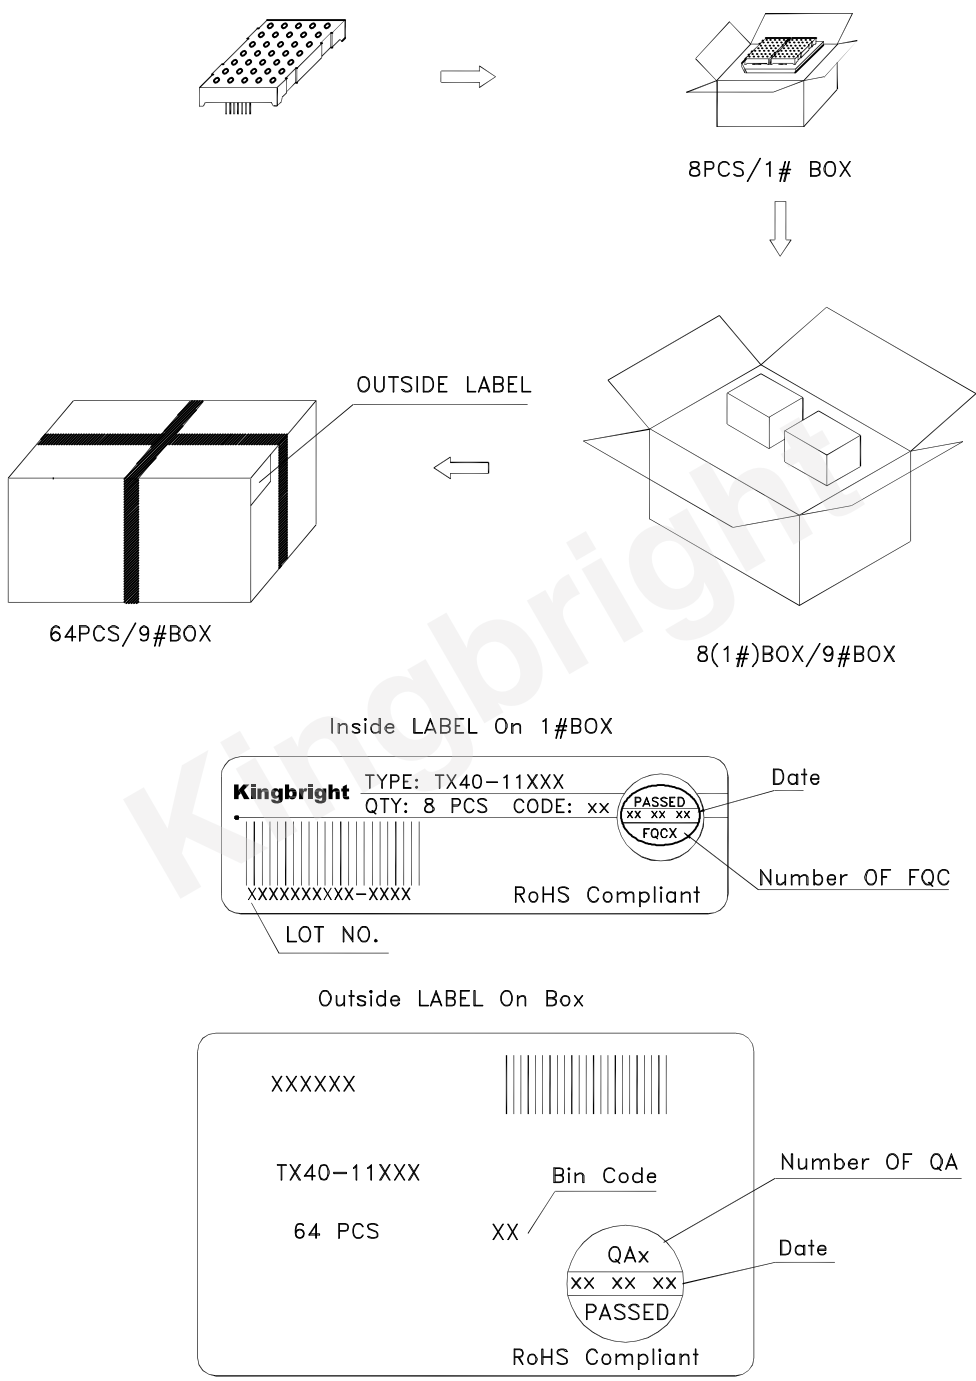 8PCS/1# BOX
OUTSIDE LABEL
64PCS/9#BOX
8(1#)BOX/9#BOX
Kingbright
Inside LABEL On 1#BOX
Kingbright
TYPE: TX40-11XXX
QTY: 8 PCS CODE: xx
PASSED
xx xx xx
FQCX
Date
Number OF FQC
XXXXXXXXXX-XXXX
RoHS Compliant
LOT NO.
Outside LABEL On Box
XXXXXX
TX40-11XXX
Bin Code
Number OF QA
64 PCS
XX
QAx
xx xx xx
Date
PASSED
RoHS Compliant